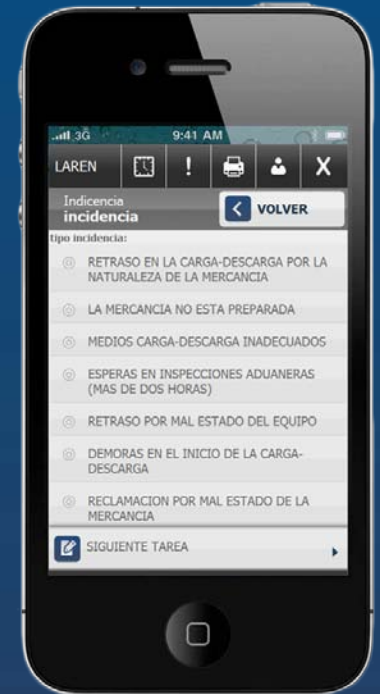 3G 9:41 AM
LAREN ! X
Indicencia
incidencia
VOLVER
tipo incidencia:
RETRASO EN LA CARGA-DESCARGA POR LA
NATURALEZA DE LA MERCANCIA
LA MERCANCIA NO ESTA PREPARADA
MEDIOS CARGA-DESCARGA INADECUADOS
ESPERAS EN INSPECCIONES ADUANERAS
(MAS DE DOS HORAS)
RETRASO POR MAL ESTADO DEL EQUIPO
DEMORAS EN EL INICIO DE LA CARGA-
DESCARGA
RECLAMACION POR MAL ESTADO DE LA
MERCANCIA
SIGUIENTE TAREA